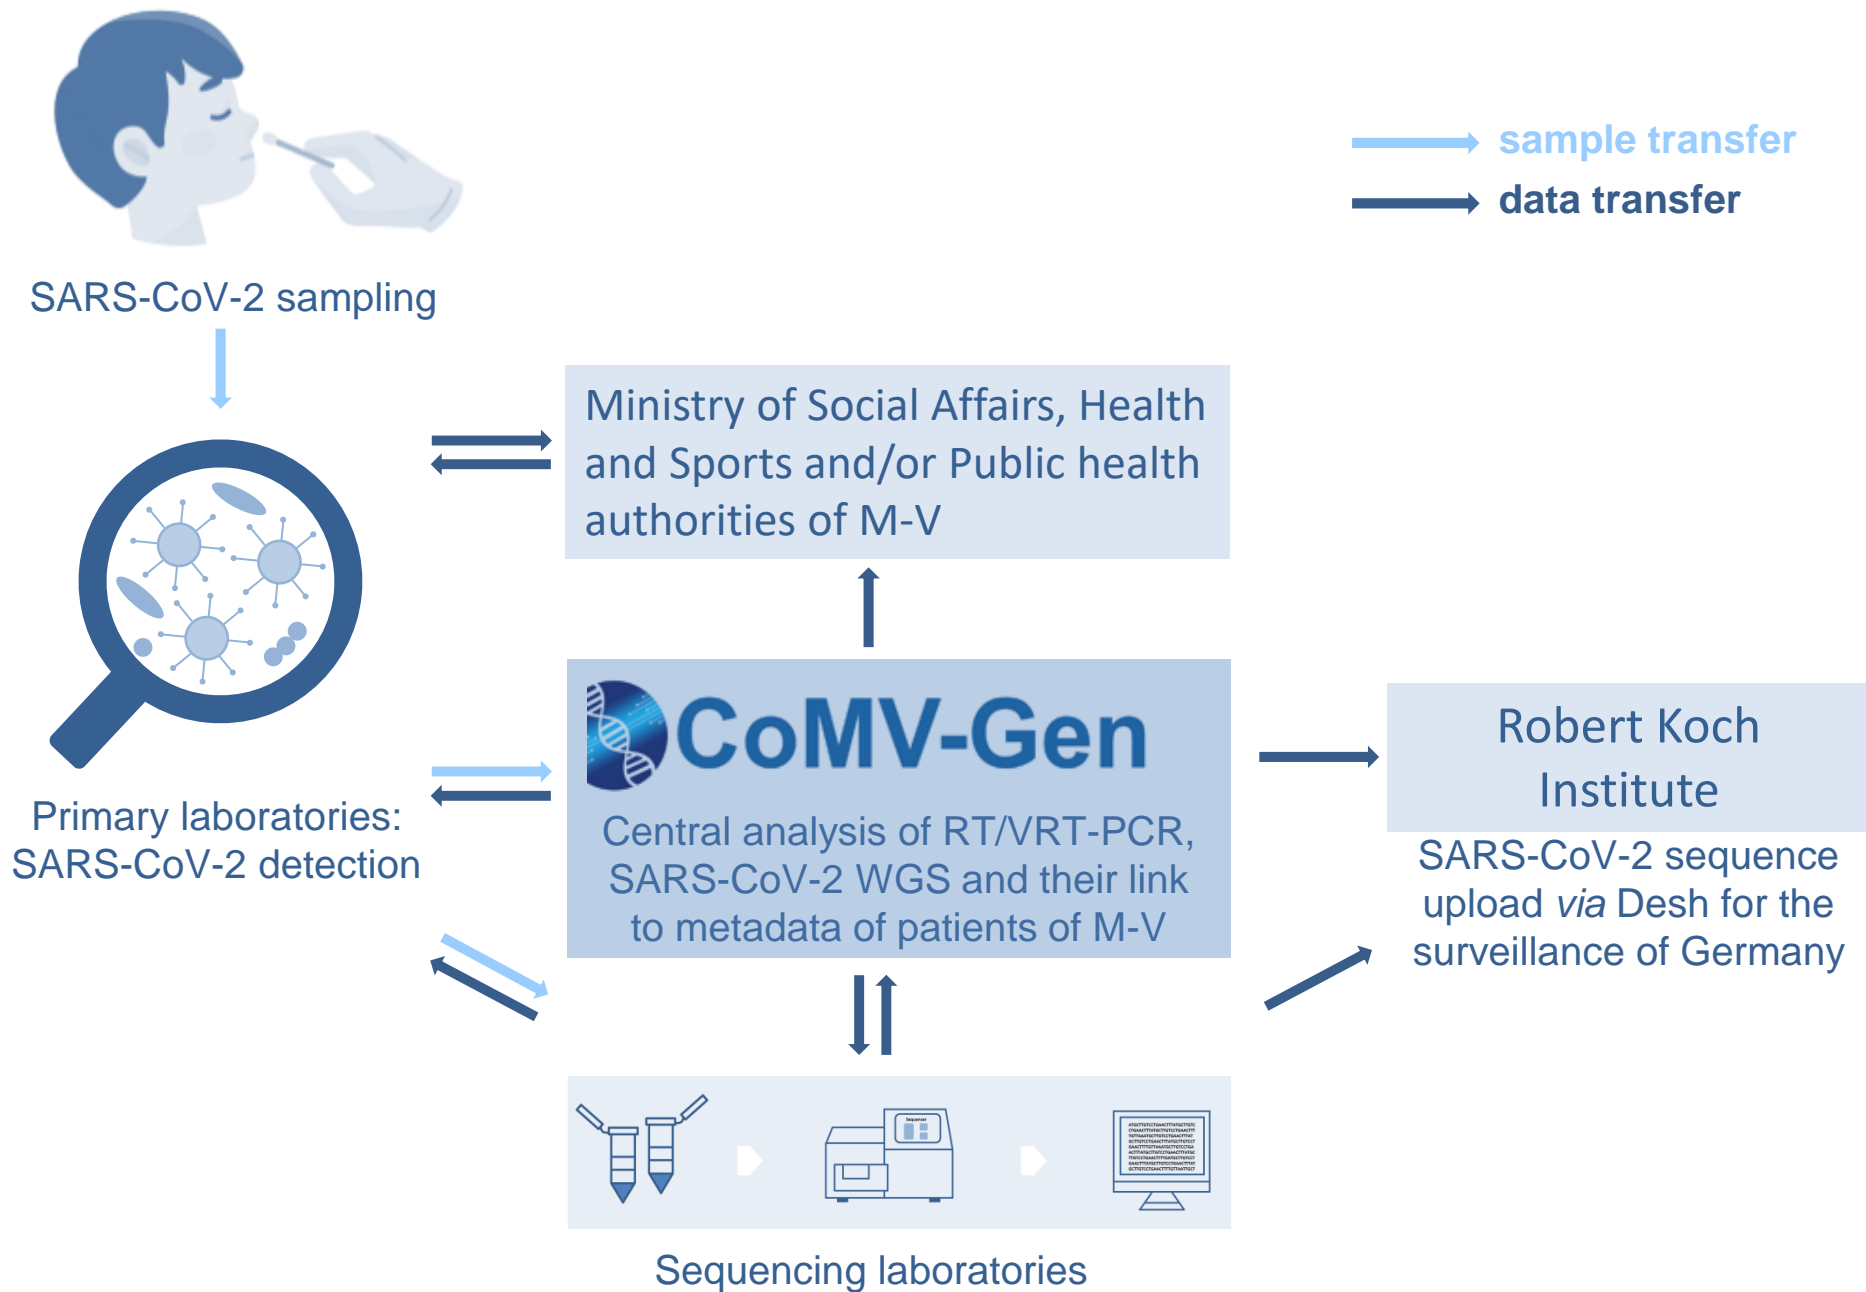 sample transfer
data transfer
SARS-CoV-2 sampling
Ministry of Social Affairs, Health
and Sports and/or Public health
authorities of M-V
CoMV-Gen
Central analysis of RT/VRT-PCR,
SARS-CoV-2 WGS and their link
to metadata of patients of M-V
Robert Koch
Institute
SARS-CoV-2 sequence
upload via Desh for the
surveillance of Germany
Primary laboratories:
SARS-CoV-2 detection
Sequencer
Sequencing laboratories